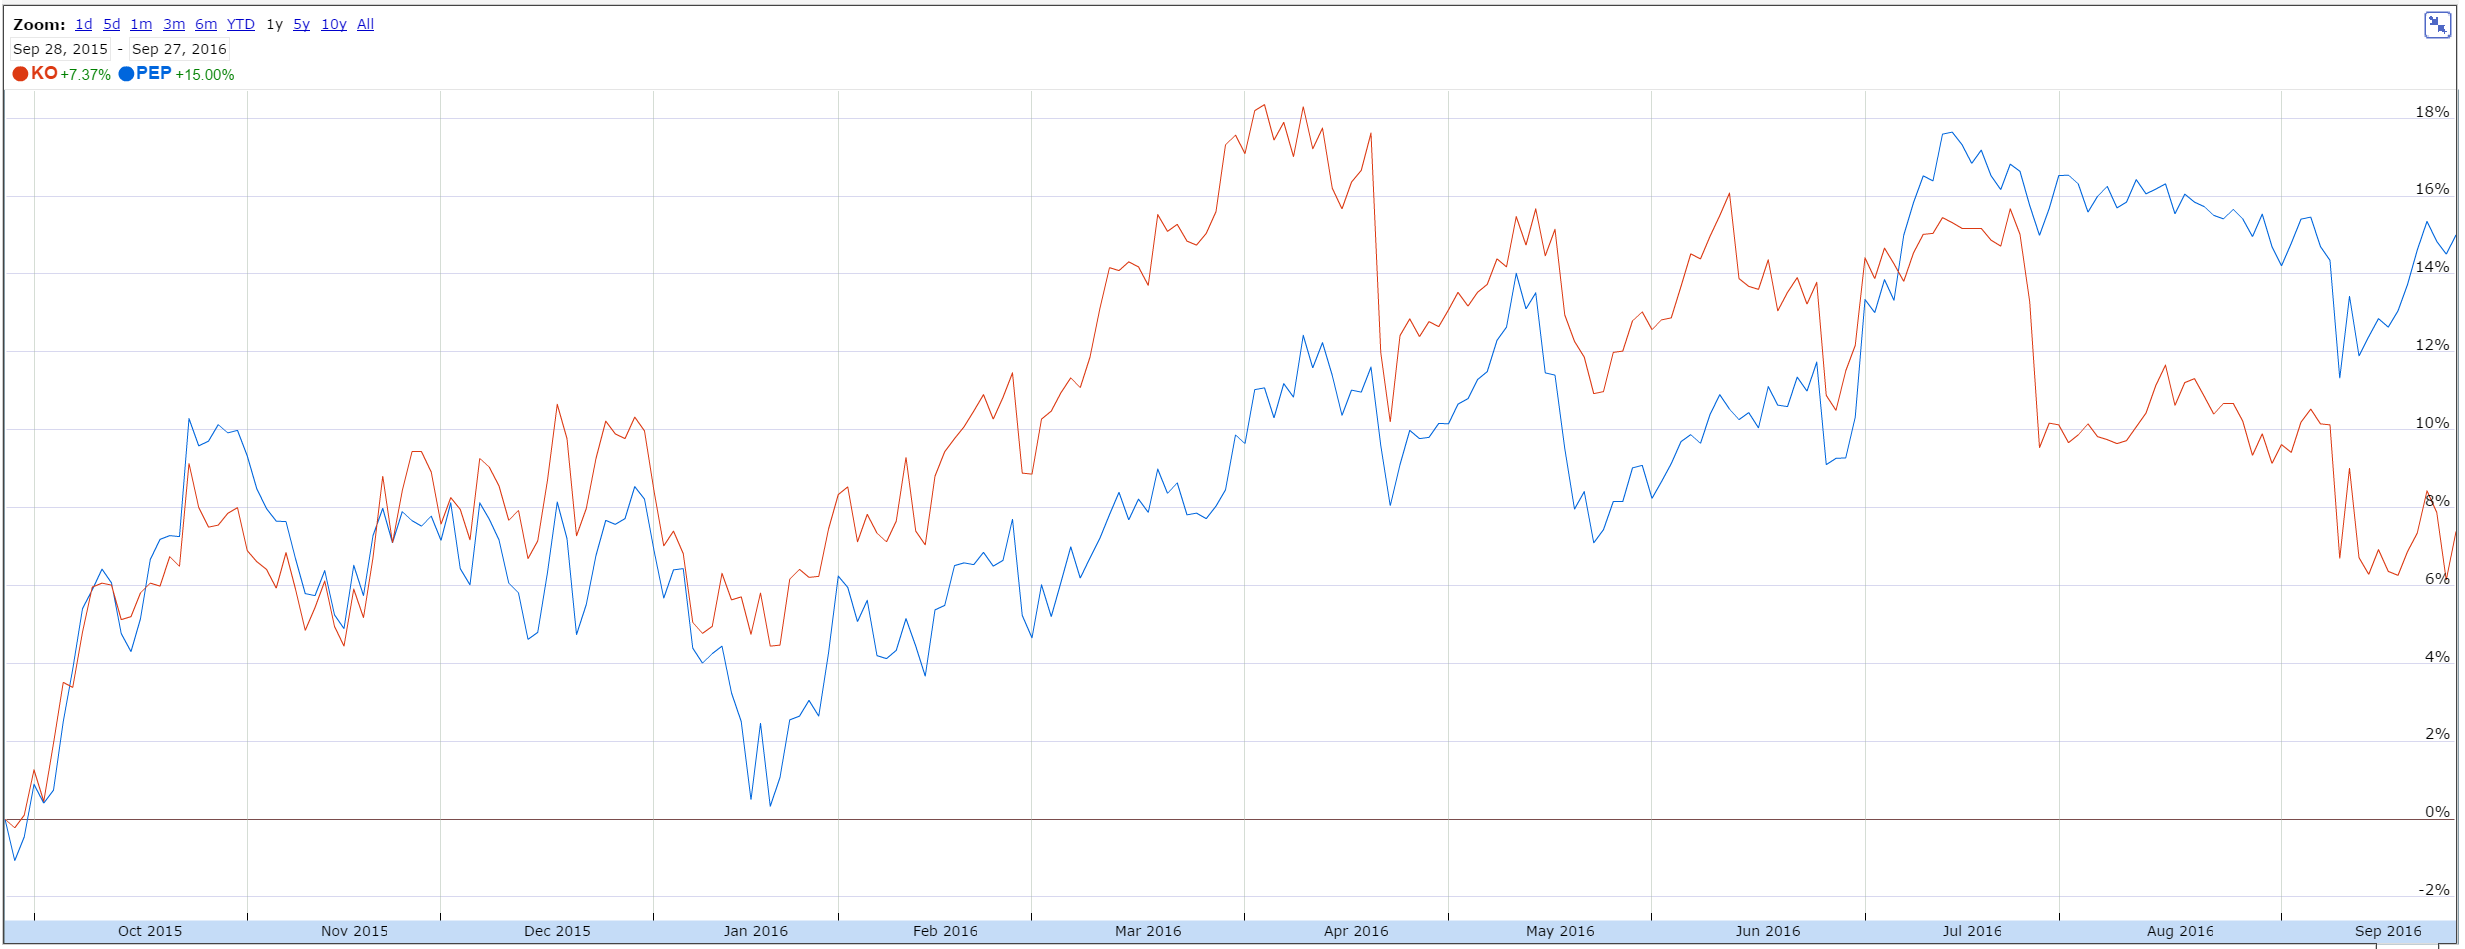 Zoom: 1d 5d 1m 3m 6m YTD 1y 5y 10y All
Sep 28, 2015 - Sep 27, 2016
KO +7.37% PEP +15.00%
18%
16%
14%
12%
10%
8%
6%
4%
2%
0%
-2%
Oct 2015 Nov 2015 Dec 2015 Jan 2016 Feb 2016 Mar 2016 Apr 2016 May 2016 Jun 2016 Jul 2016 Aug 2016 Sep 2016